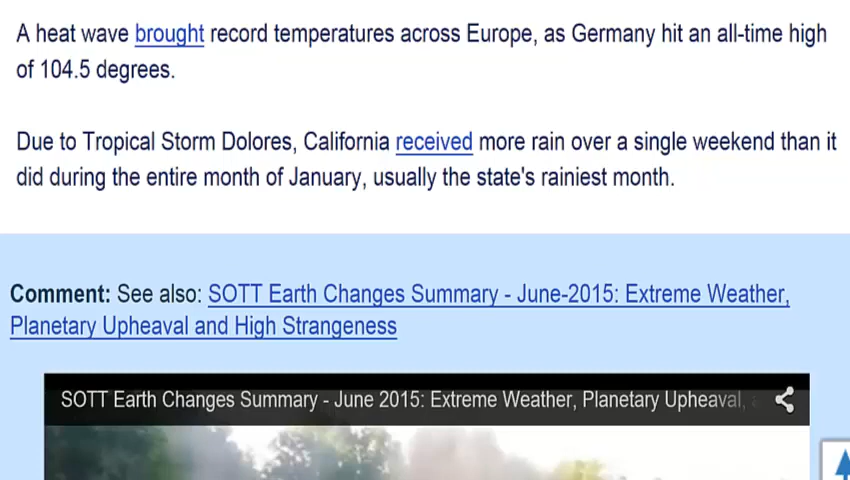 A heat wave brought record temperatures across Europe, as Germany hit an all-time high
of 104.5 degrees.
Due to Tropical Storm Dolores, California received more rain over a single weekend than it
did during the entire month of January, usually the state's rainiest month.
Comment: See also: SOTT Earth Changes Summary - June-2015: Extreme Weather,
Planetary Upheaval and High Strangeness
SOTT Earth Changes Summary - June 2015: Extreme Weather, Planetary Upheaval,